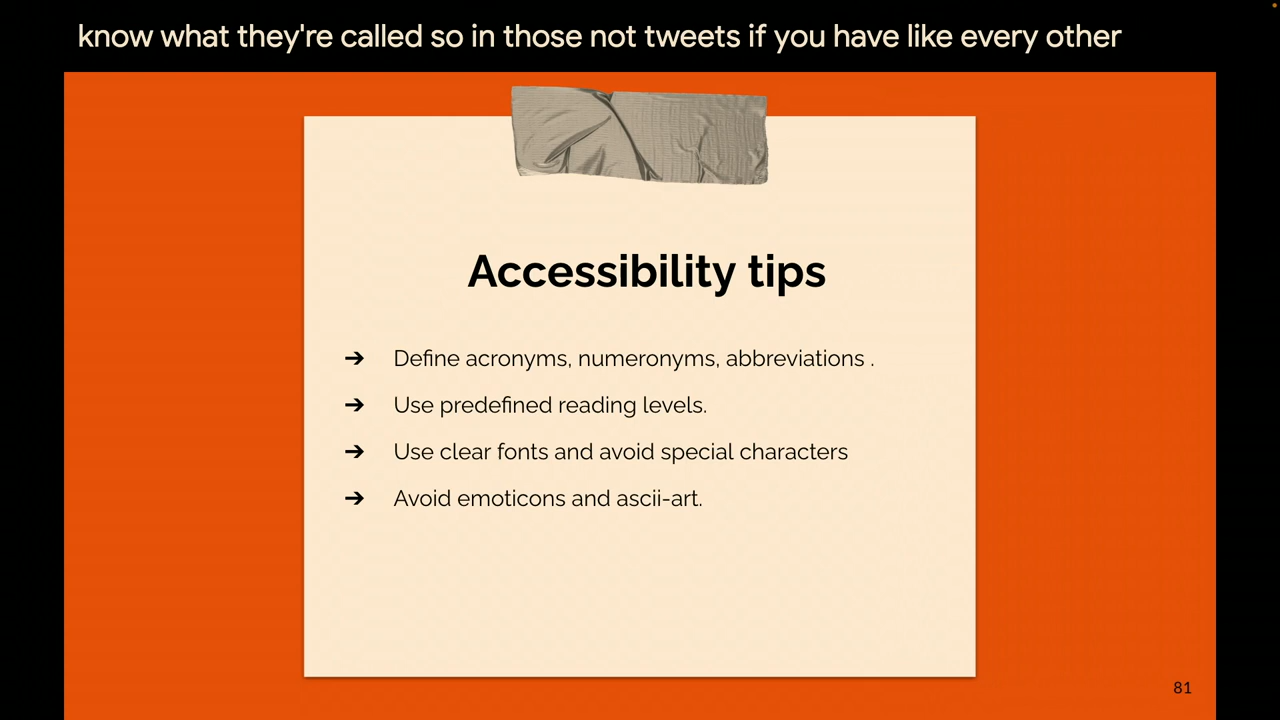 know what they're called so in those not tweets if you have like every other
Accessibility tips
➔ Define acronyms, numeronyms, abbreviations .
➔ Use predefined reading levels.
➔ Use clear fonts and avoid special characters
➔ Avoid emoticons and ascii-art.
81